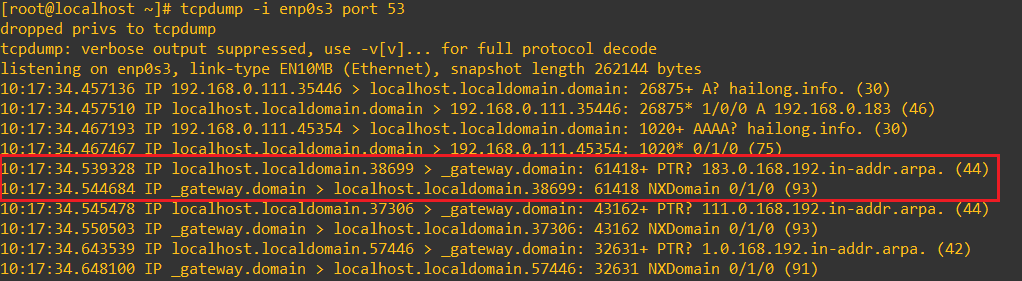 [root@localhost ~]# tcpdump -i enp0s3 port 53
dropped privs to tcpdump
tcpdump: verbose output suppressed, use -v[v]... for full protocol decode
listening on enp0s3, link-type EN10MB (Ethernet), snapshot length 262144 bytes
10:17:34.457136 IP 192.168.0.111.35446 > localhost.localdomain.domain: 26875+ A? hailong.info. (30)
10:17:34.457510 IP localhost.localdomain.domain > 192.168.0.111.35446: 26875* 1/0/0 A 192.168.0.183 (46)
10:17:34.467193 IP 192.168.0.111.45354 > localhost.localdomain.domain: 1020+ AAAA? hailong.info. (30)
10:17:34.467467 IP localhost.localdomain.domain > 192.168.0.111.45354: 1020* 0/1/0 (75)
10:17:34.539328 IP localhost.localdomain.38699 > _gateway.domain: 61418+ PTR? 183.0.168.192.in-addr.arpa. (44)
10:17:34.544684 IP _gateway.domain > localhost.localdomain.38699: 61418 NXDomain 0/1/0 (93)
10:17:34.545478 IP localhost.localdomain.37306 > _gateway.domain: 43162+ PTR? 111.0.168.192.in-addr.arpa. (44)
10:17:34.550503 IP _gateway.domain > localhost.localdomain.37306: 43162 NXDomain 0/1/0 (93)
10:17:34.643539 IP localhost.localdomain.57446 > _gateway.domain: 32631+ PTR? 1.0.168.192.in-addr.arpa. (42)
10:17:34.648100 IP _gateway.domain > localhost.localdomain.57446: 32631 NXDomain 0/1/0 (91)